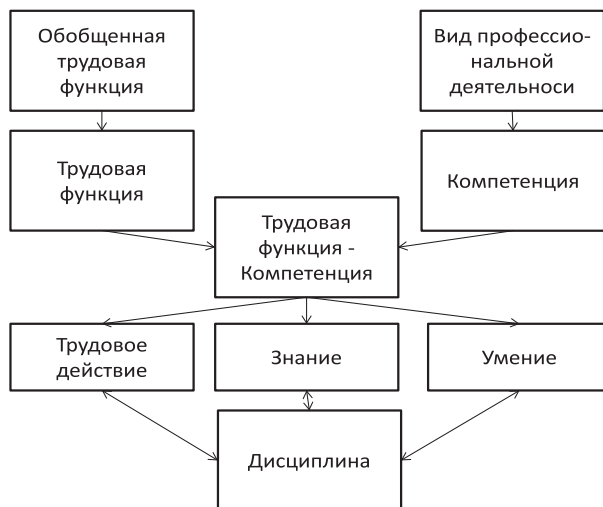 Обобщенная
трудовая
функция
Вид профессио-
нальной
деятельноси
Трудовая
функция
Компетенция
Трудовая
функция -
Компетенция
Трудовое
действие
Знание
Умение
Дисциплина